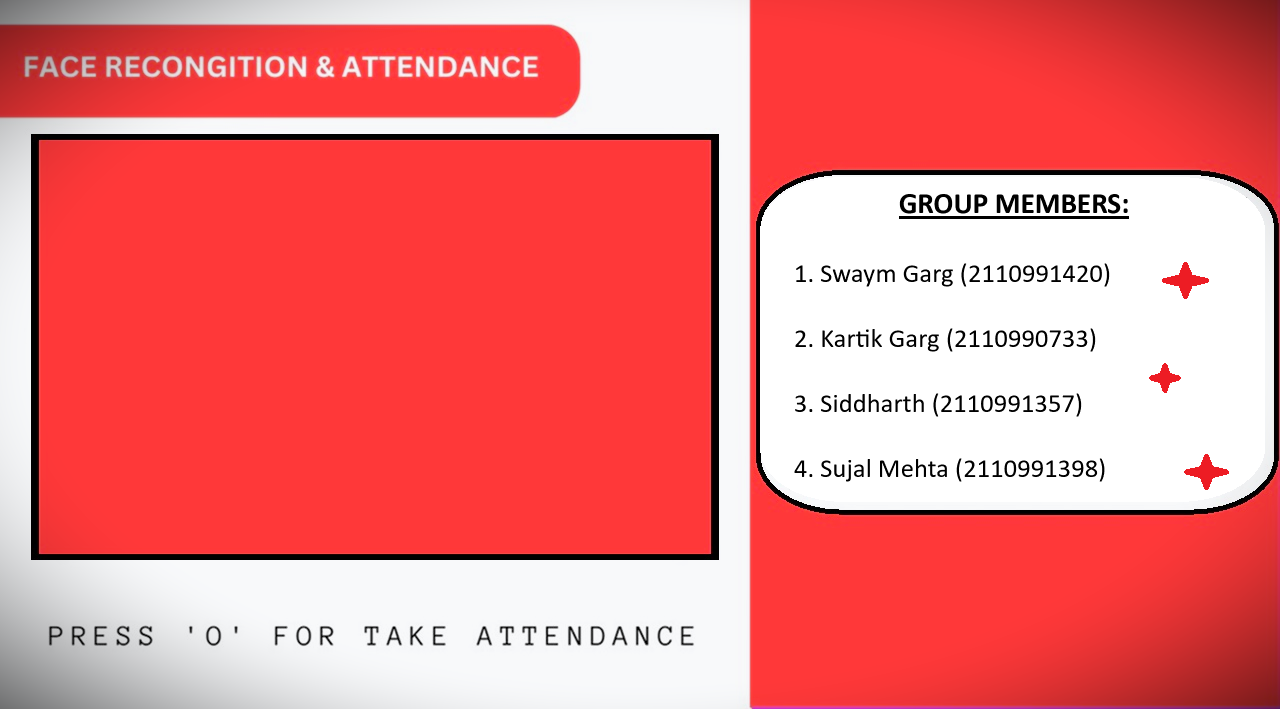 FACE RECONGITION & ATTENDANCE
PRESS 'O' FOR TAKE ATTENDANCE
GROUP MEMBERS:
1. Swaym Garg (2110991420)
2. Kartik Garg (2110990733)
3. Siddharth (2110991357)
4. Sujal Mehta (2110991398)